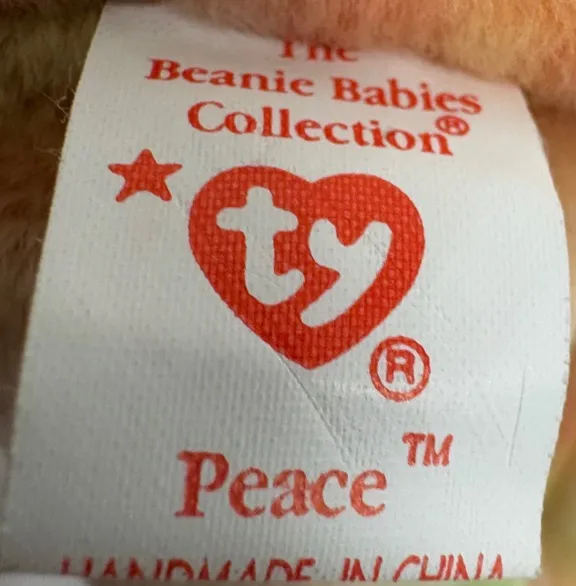 The
Beanie Babies
Collection®
ty
®
Peace™
HANDMADE IN CHINA